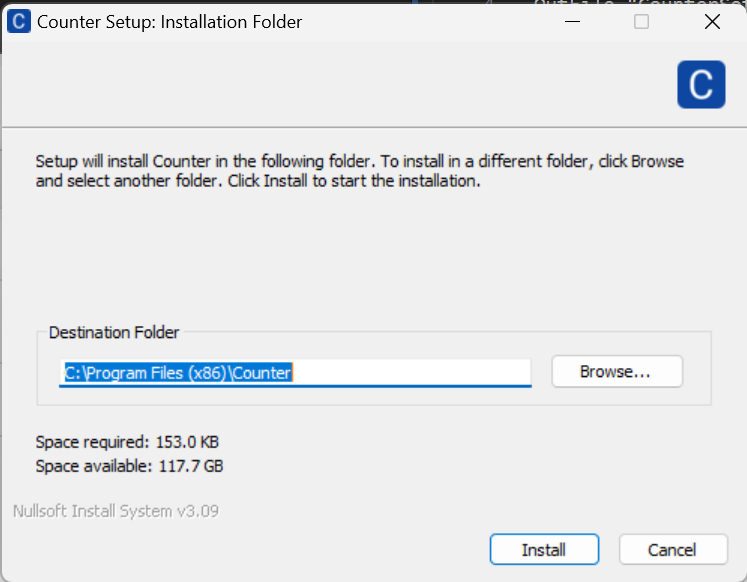 C Counter Setup: Installation Folder
C
Setup will install Counter in the following folder. To install in a different folder, click Browse
and select another folder. Click Install to start the installation.
Destination Folder
C:\Program Files (x86)\Counter
Browse...
Space required: 153.0 KB
Space available: 117.7 GB
Nullsoft Install System v3.09
Install
Cancel